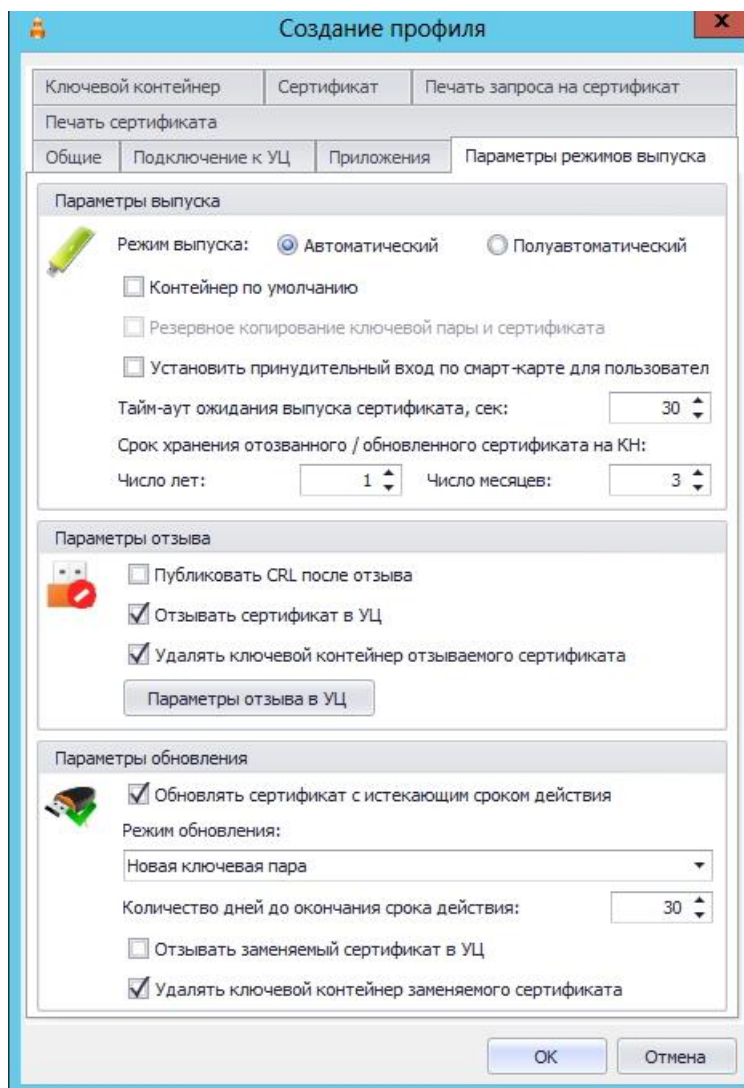 Создание профиля
x
Ключевой контейнер Сертификат Печать запроса на сертификат
Печать сертификата
Общие Подключение к УЦ Приложения Параметры режимов выпуска
Параметры выпуска
Режим выпуска: Автоматический Полуавтоматический
Контейнер по умолчанию
Резервное копирование ключевой пары и сертификата
Установить принудительный вход по смарт-карте для пользовател
Тайм-аут ожидания выпуска сертификата, сек: 30
Срок хранения отозванного / обновленного сертификата на КН:
Число лет: 1 Число месяцев: 3
Параметры отзыва
Публиковать CRL после отзыва
Отзывать сертификат в УЦ
Удалять ключевой контейнер отзываемого сертификата
Параметры отзыва в УЦ
Параметры обновления
Обновлять сертификат с истекающим сроком действия
Режим обновления:
Новая ключевая пара
Количество дней до окончания срока действия: 30
Отзывать заменяемый сертификат в УЦ
Удалять ключевой контейнер заменяемого сертификата
OK Отмена